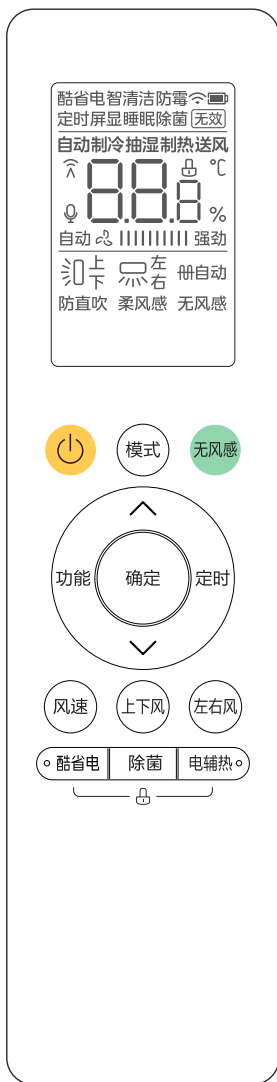 酷省电智清洁防霉
定时屏显睡眠除菌 无效
自动制冷抽湿制热送风
88.8 ℃
%
自动 强劲
上下 左右 自动
防直吹 柔风感 无风感
模式 无风感
功能 确定 定时
风速 上下风 左右风
酷省电 除菌 电辅热